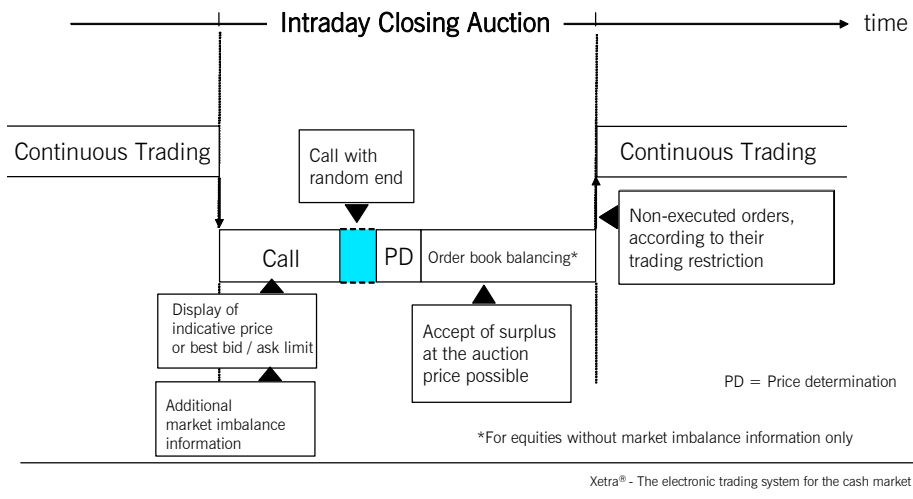 Intraday Closing Auction
time
Continuous Trading
Call with
random end
Continuous Trading
Non-executed orders,
according to their
trading restriction
Call
PD
Order book balancing*
Display of
indicative price
or best bid / ask limit
Accept of surplus
at the auction
price possible
Additional
market imbalance
information
PD = Price determination
*For equities without market imbalance information only
Xetra® - The electronic trading system for the cash market